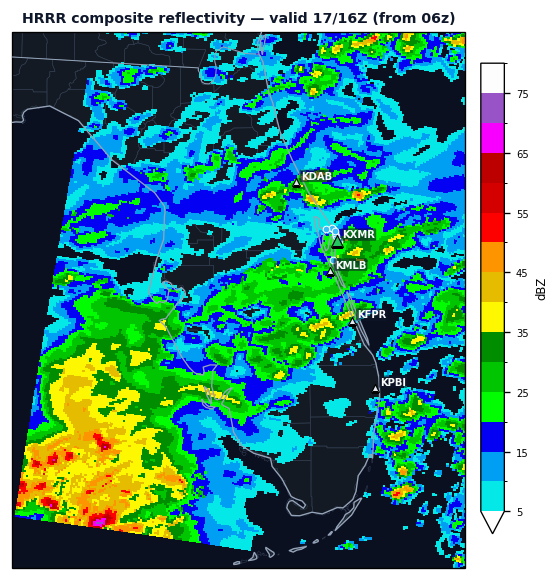 HRRR composite reflectivity — valid 17/16Z (from 06z)
KDAB
KXMR
KMLB
KFPR
KPBI
75
65
55
45
35
25
15
5
dBZ